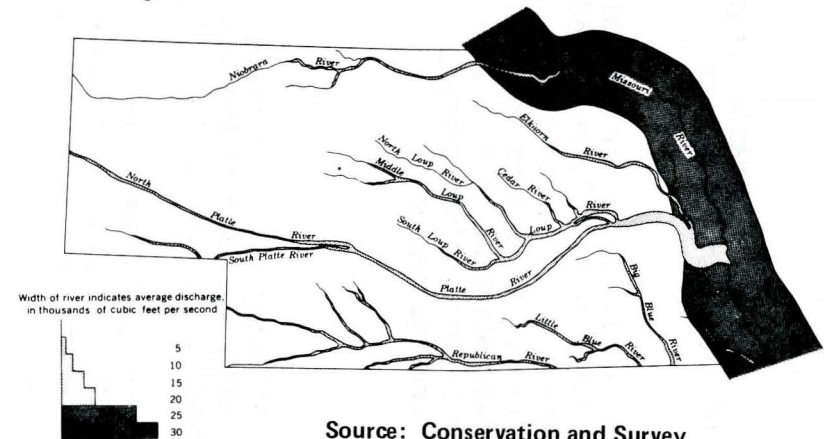 Niobrara River
Missouri River
Elkhorn River
North Loup River
Middle Loup River
Cedar River
South Loup River
Loup River
North Platte River
South Platte River
Platte River
Big Blue River
Little Blue River
Republican River
Width of river indicates average discharge,
in thousands of cubic feet per second
5
10
15
20
25
30
Source: Conservation and Survey